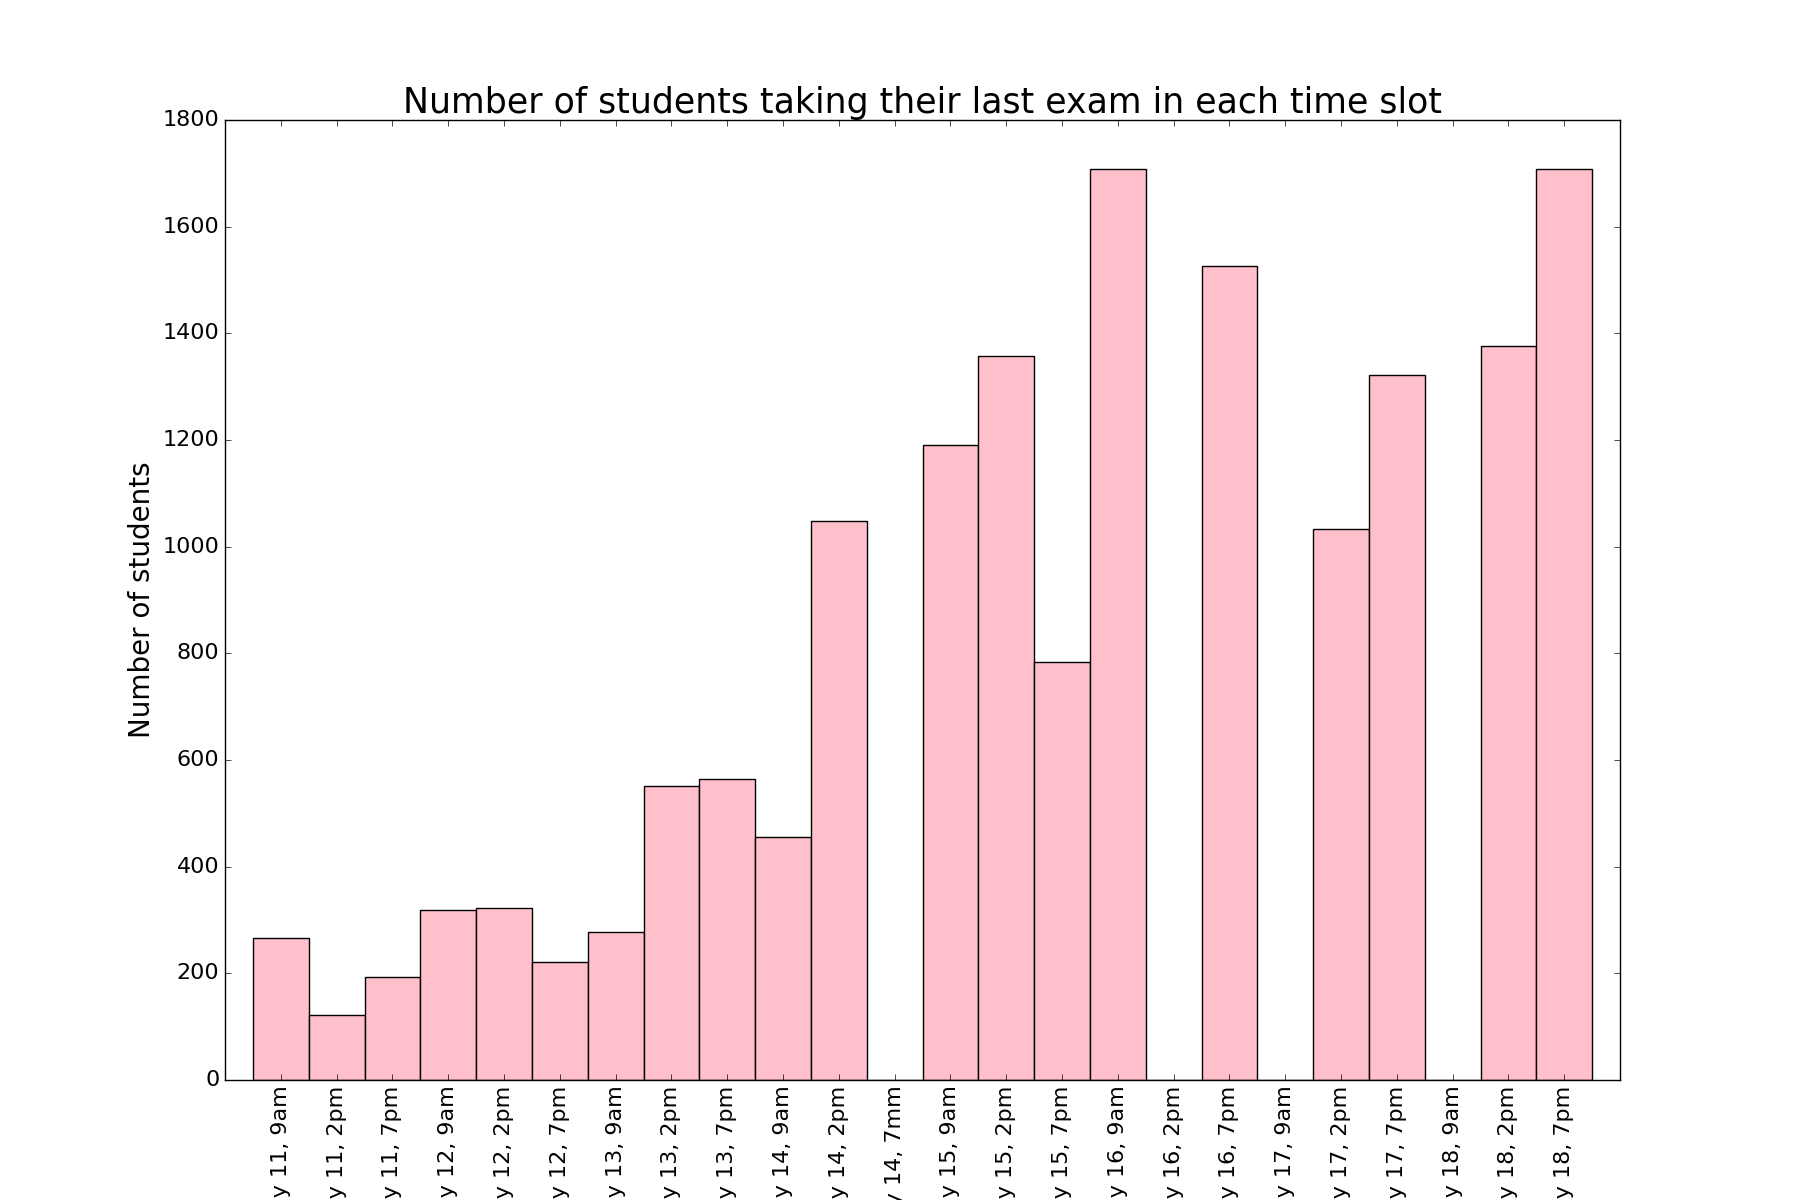 Number of students taking their last exam in each time slot
Number of students
1800
1600
1400
1200
1000
800
600
400
200
0
y 11, 9am
y 11, 2pm
y 11, 7pm
y 12, 9am
y 12, 2pm
y 12, 7pm
y 13, 9am
y 13, 2pm
y 13, 7pm
y 14, 9am
y 14, 2pm
y 14, 7mm
y 15, 9am
y 15, 2pm
y 15, 7pm
y 16, 9am
y 16, 2pm
y 16, 7pm
y 17, 9am
y 17, 2pm
y 17, 7pm
y 18, 9am
y 18, 2pm
y 18, 7pm